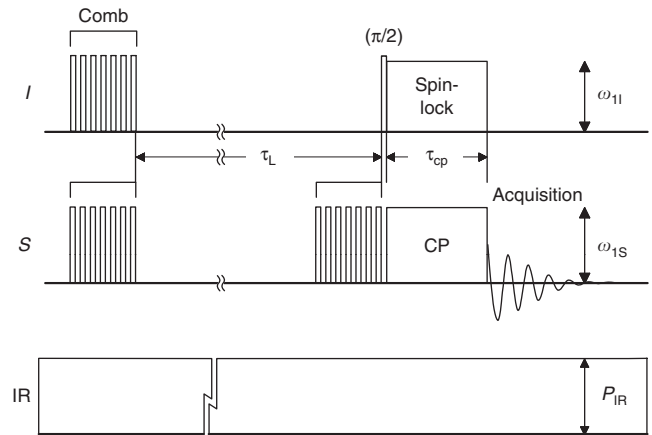 Comb
(π/2)
I
Spin-
lock
ω1I
τL
τcp
Acquisition
S
CP
ω1S
IR
PIR